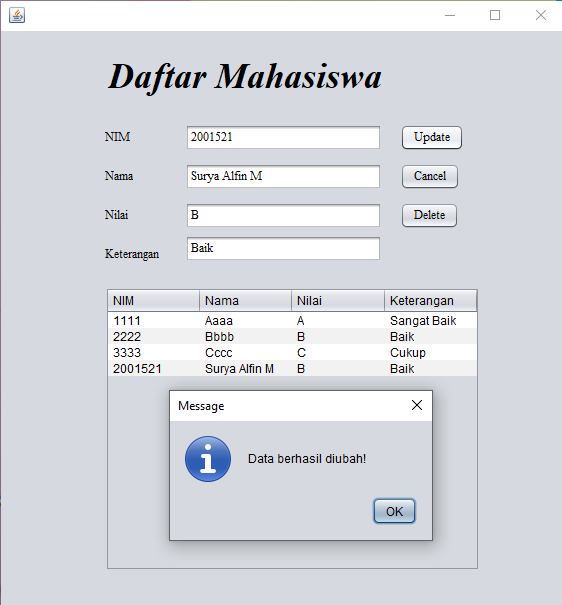 Daftar Mahasiswa
NIM 2001521 Update
Nama Surya Alfin M Cancel
Nilai B Delete
Keterangan Baik
NIM Nama Nilai Keterangan
1111 Aaaa A Sangat Baik
2222 Bbbb B Baik
3333 Cccc C Cukup
2001521 Surya Alfin M B Baik
Message
Data berhasil diubah!
OK